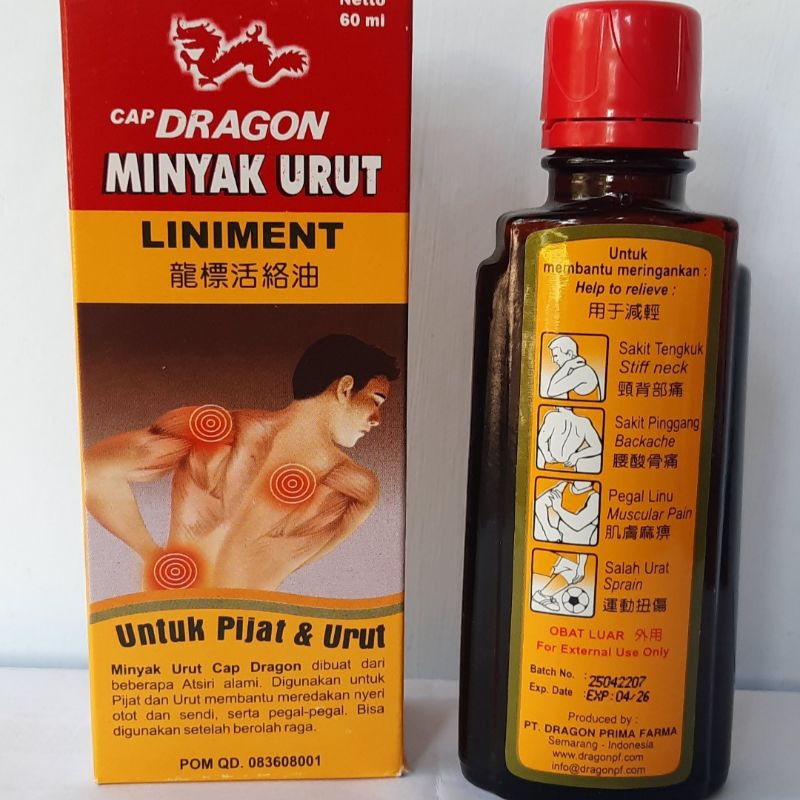 Netto
60 ml
CAP DRAGON
MINYAK URUT
LINIMENT
龍標活絡油
Untuk Pijat & Urut
Minyak Urut Cap Dragon dibuat dari
beberapa Atsiri alami. Digunakan untuk
Pijat dan Urut membantu meredakan nyeri
otot dan sendi, serta pegal-pegal. Bisa
digunakan setelah berolah raga.
POM QD. 083608001
Untuk
membantu meringankan :
Help to relieve :
用于減輕
Sakit Tengkuk
Stiff neck
頸背部痛
Sakit Pinggang
Backache
腰酸骨痛
Pegal Linu
Muscular Pain
肌膚麻痹
Salah Urat
Sprain
運動扭傷
OBAT LUAR 外用
For External Use Only
Batch No. : 25042207
Exp. Date : EXP: 04/26
Produced by :
PT. DRAGON PRIMA FARMA
Semarang - Indonesia
www.dragonpf.com
info@dragonpf.com